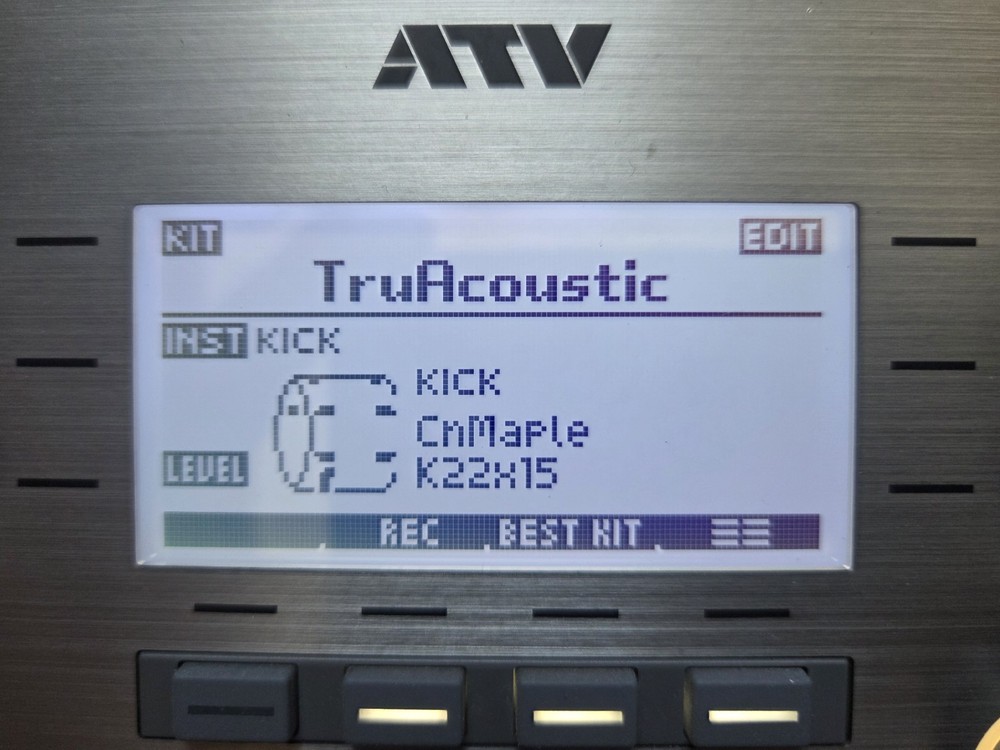 ATV
KIT EDIT
TruAcoustic
INST KICK
KICK
CnMaple
LEVEL K22x15
REC BEST KIT